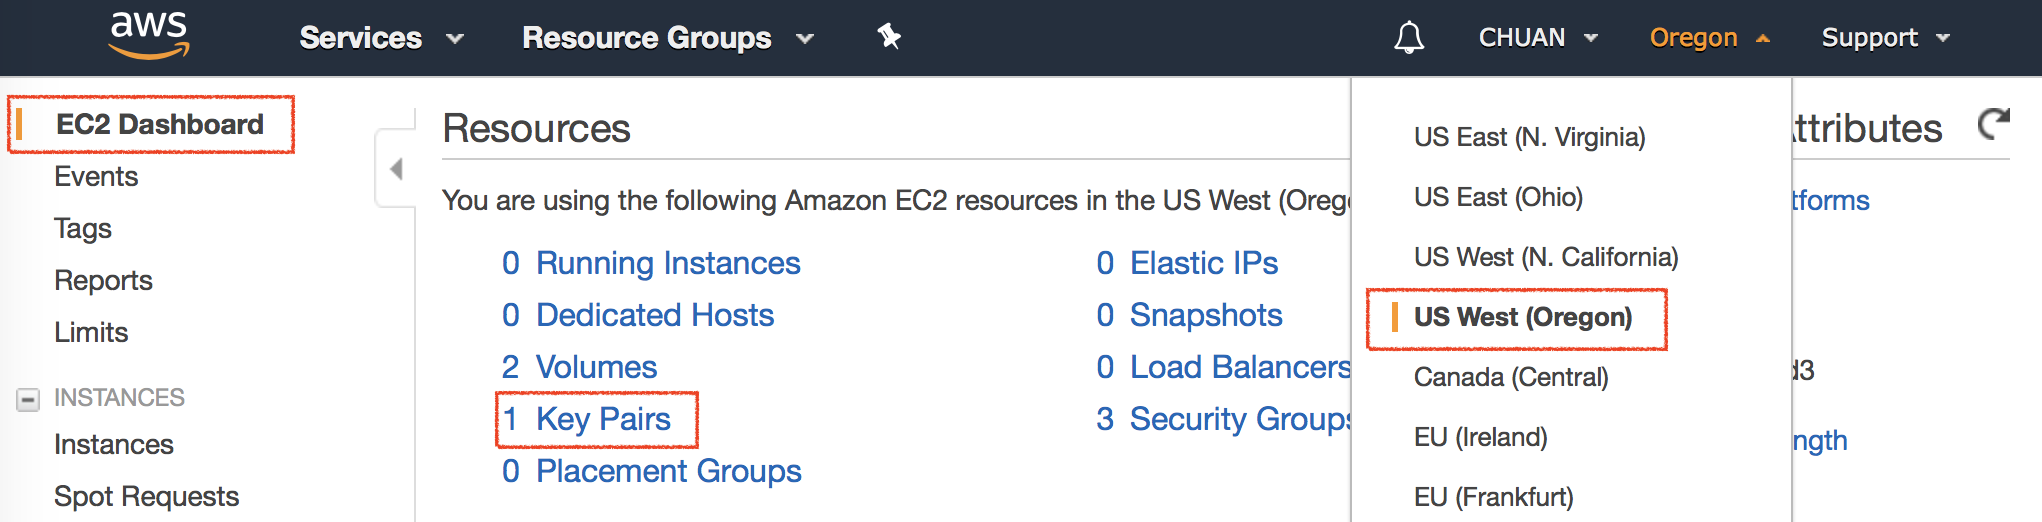 aws
Services
Resource Groups
CHUAN
Oregon
Support
EC2 Dashboard
Events
Tags
Reports
Limits
INSTANCES
Instances
Spot Requests
Resources
You are using the following Amazon EC2 resources in the US West
0 Running Instances
0 Dedicated Hosts
2 Volumes
1 Key Pairs
0 Placement Groups
0 Elastic IPs
0 Snapshots
0 Load Balancers
3 Security Groups
US East (N. Virginia)
US East (Ohio)
US West (N. California)
US West (Oregon)
Canada (Central)
EU (Ireland)
EU (Frankfurt)
ttributes
tforms
ngth